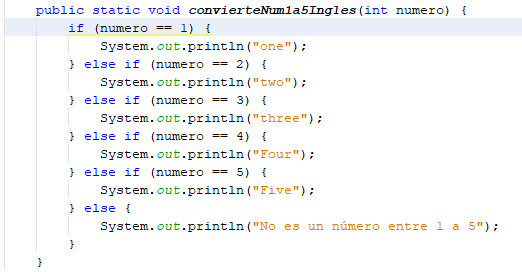 public static void convierteNum1a5Ingles(int numero) {
if (numero == 1) {
System.out.println("one");
} else if (numero == 2) {
System.out.println("two");
} else if (numero == 3) {
System.out.println("three");
} else if (numero == 4) {
System.out.println("Four");
} else if (numero == 5) {
System.out.println("Five");
} else {
System.out.println("No es un número entre 1 a 5");
}
}